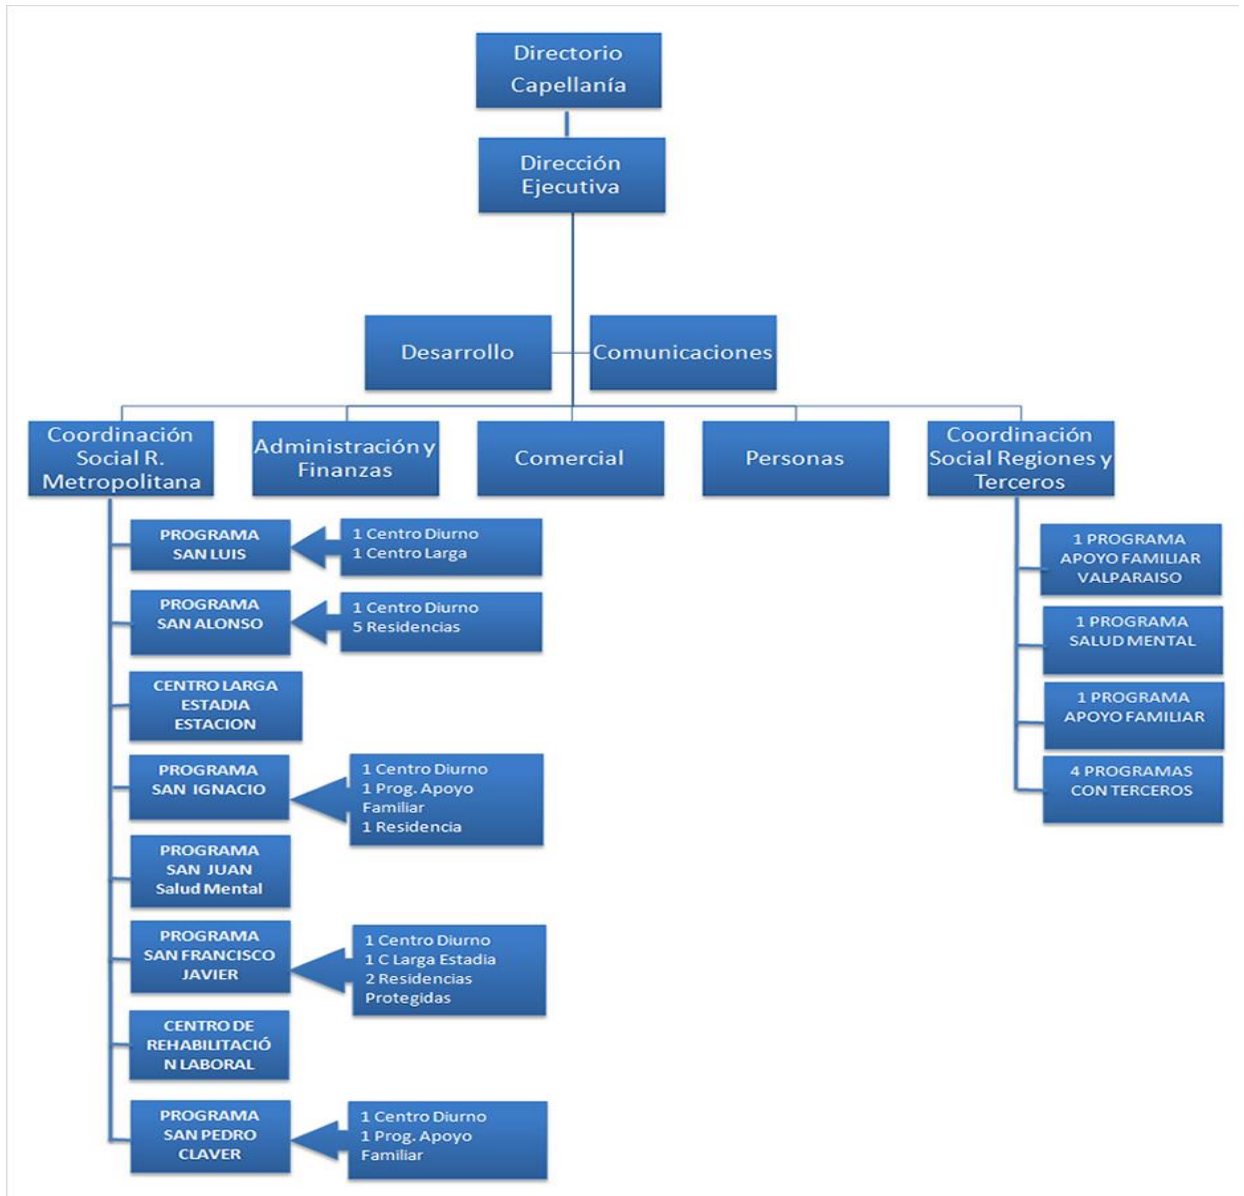 Directorio
Capellanía
Dirección
Ejecutiva
Desarrollo
Comunicaciones
Coordinación
Social R.
Metropolitana
Administración y
Finanzas
Comercial
Personas
Coordinación
Social Regiones y
Terceros
PROGRAMA
SAN LUIS
1 Centro Diurno
1 Centro Larga
PROGRAMA
SAN ALONSO
1 Centro Diurno
5 Residencias
CENTRO LARGA
ESTADIA
ESTACION
PROGRAMA
SAN IGNACIO
1 Centro Diurno
1 Prog. Apoyo
Familiar
1 Residencia
PROGRAMA
SAN JUAN
Salud Mental
PROGRAMA
SAN FRANCISCO
JAVIER
1 Centro Diurno
1 C Larga Estadia
2 Residencias
Protegidas
CENTRO DE
REHABILITACIÓ
N LABORAL
PROGRAMA
SAN PEDRO
CLAVER
1 Centro Diurno
1 Prog. Apoyo
Familiar
1 PROGRAMA
APOYO FAMILIAR
VALPARAISO
1 PROGRAMA
SALUD MENTAL
1 PROGRAMA
APOYO FAMILIAR
4 PROGRAMAS
CON TERCEROS